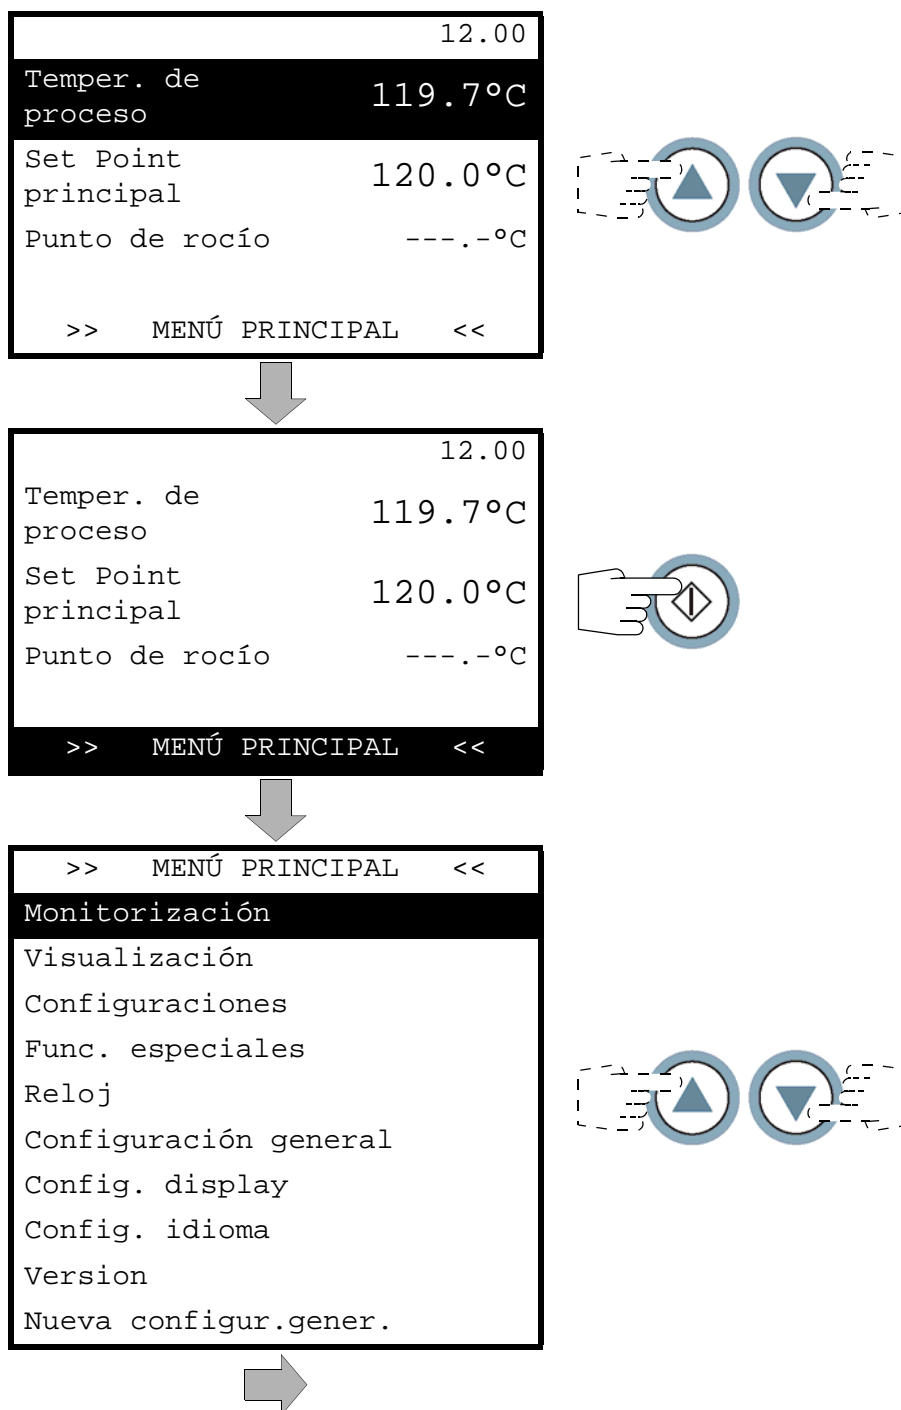 12.00
Temper. de
proceso
119.7°C
Set Point
principal
120.0°C
Punto de rocío ---.-°C
>> MENÚ PRINCIPAL <<
12.00
Temper. de
proceso
119.7°C
Set Point
principal
120.0°C
Punto de rocío ---.-°C
>> MENÚ PRINCIPAL <<
>> MENÚ PRINCIPAL <<
Monitorización
Visualización
Configuraciones
Func. especiales
Reloj
Configuración general
Config. display
Config. idioma
Version
Nueva configur.gener.